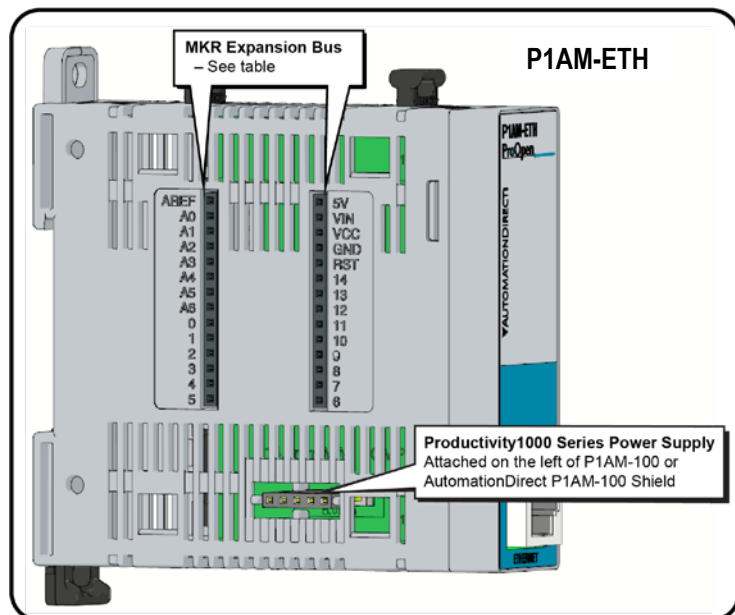 MKR Expansion Bus
– See table
P1AM-ETH
P1AM-ETH
ProOpen
AUTOMATIONDIRECT
AREF
A0
A1
A2
A3
A4
A5
A6
0
1
2
3
4
5
5V
VIN
VCC
GND
RST
14
13
12
11
10
9
8
7
6
Productivity1000 Series Power Supply
Attached on the left of P1AM-100 or
AutomationDirect P1AM-100 Shield
ETHERNET